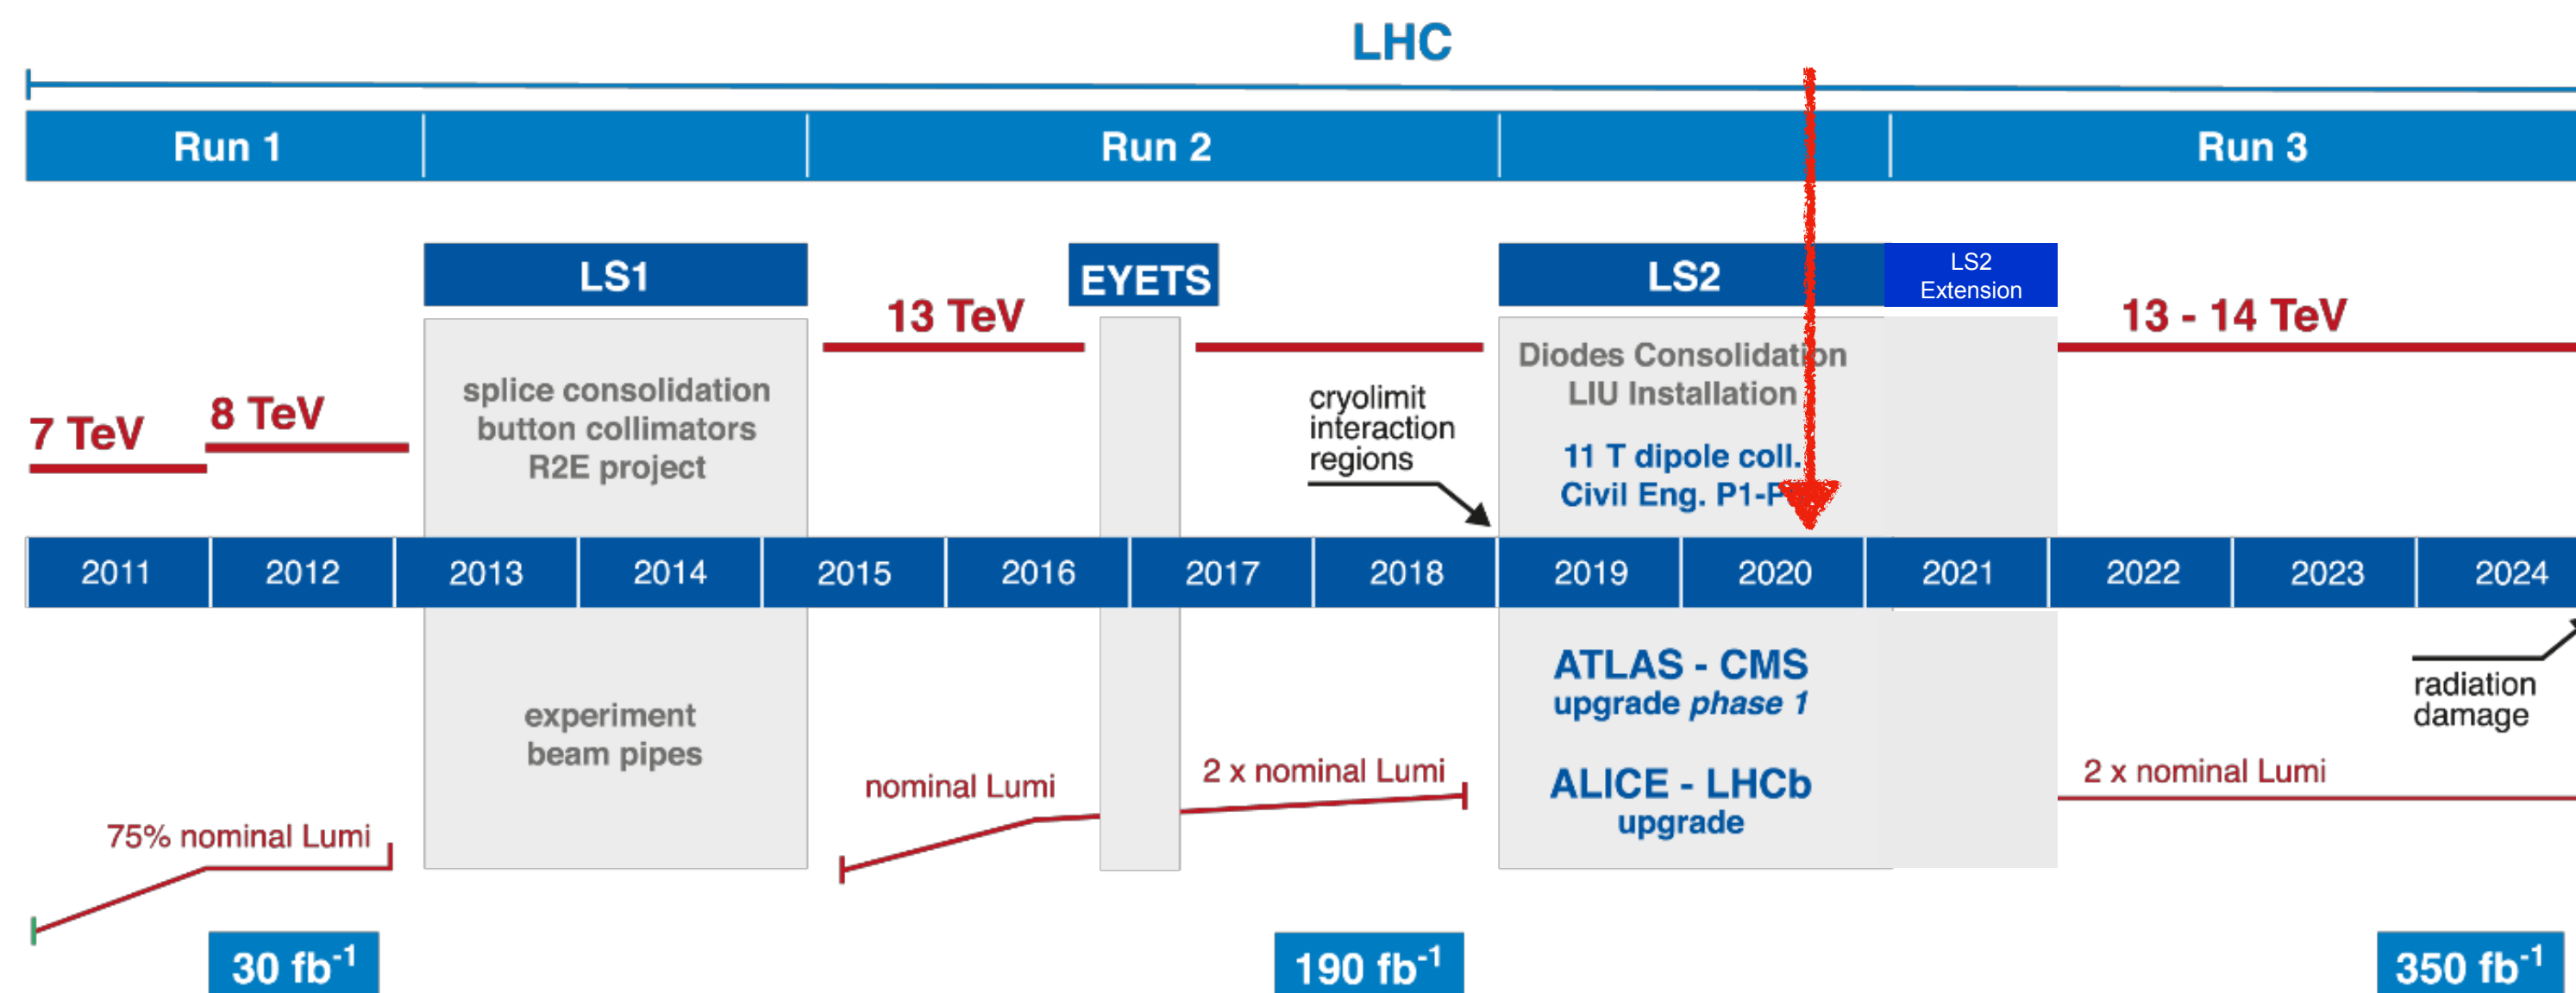 LHC
Run 1
Run 2
Run 3
LS1
EYETS
LS2
LS2
Extension
7 TeV
8 TeV
13 TeV
13 - 14 TeV
splice consolidation
button collimators
R2E project
cryolimit
interaction
regions
Diodes Consolidation
LIU Installation
11 T dipole coll.
Civil Eng.
2011
2012
2013
2014
2015
2016
2017
2018
2019
2020
2021
2022
2023
2024
experiment
beam pipes
ATLAS - CMS
upgrade phase 1
ALICE - LHCb
upgrade
radiation
damage
75% nominal Lumi
nominal Lumi
2 x nominal Lumi
2 x nominal Lumi
30 fb⁻¹
190 fb⁻¹
350 fb⁻¹